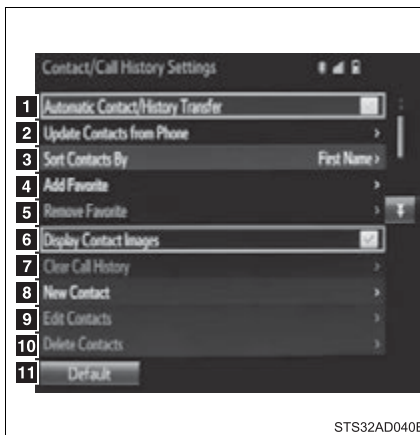 Contact/Call History Settings
1 Automatic Contact/History Transfer
2 Update Contacts from Phone
3 Sort Contacts By First Name
4 Add Favorite
5 Remove Favorite
6 Display Contact Images
7 Clear Call History
8 New Contact
9 Edit Contacts
10 Delete Contacts
11 Default
STS32AD040E